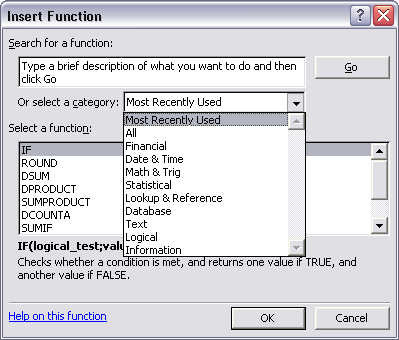 Insert Function
Search for a function:
Type a brief description of what you want to do and then
click Go
Go
Or select a category:
Most Recently Used
Most Recently Used
All
Financial
Date & Time
Math & Trig
Statistical
Lookup & Reference
Database
Text
Logical
Information
Select a function:
IF
ROUND
DSUM
DPRODUCT
SUMPRODUCT
DCOUNTA
SUMIF
IF(logical_test;valu
Checks whether a condition is met, and returns one value if TRUE, and
another value if FALSE.
Help on this function
OK
Cancel